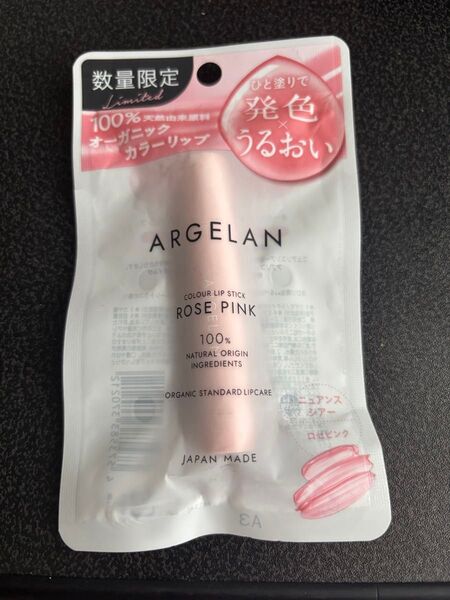 数量限定
Limited
100%天然由来原料
オーガニック
カラーリップ
ひと塗りで
発色
×
うるおい
ARGELAN
COLOUR LIP STICK
ROSE PINK
100%
NATURAL ORIGIN
INGREDIENTS
ORGANIC STANDARD LIPCARE
JAPAN MADE
ニュアンス
シアー
ロゼピンク
A3